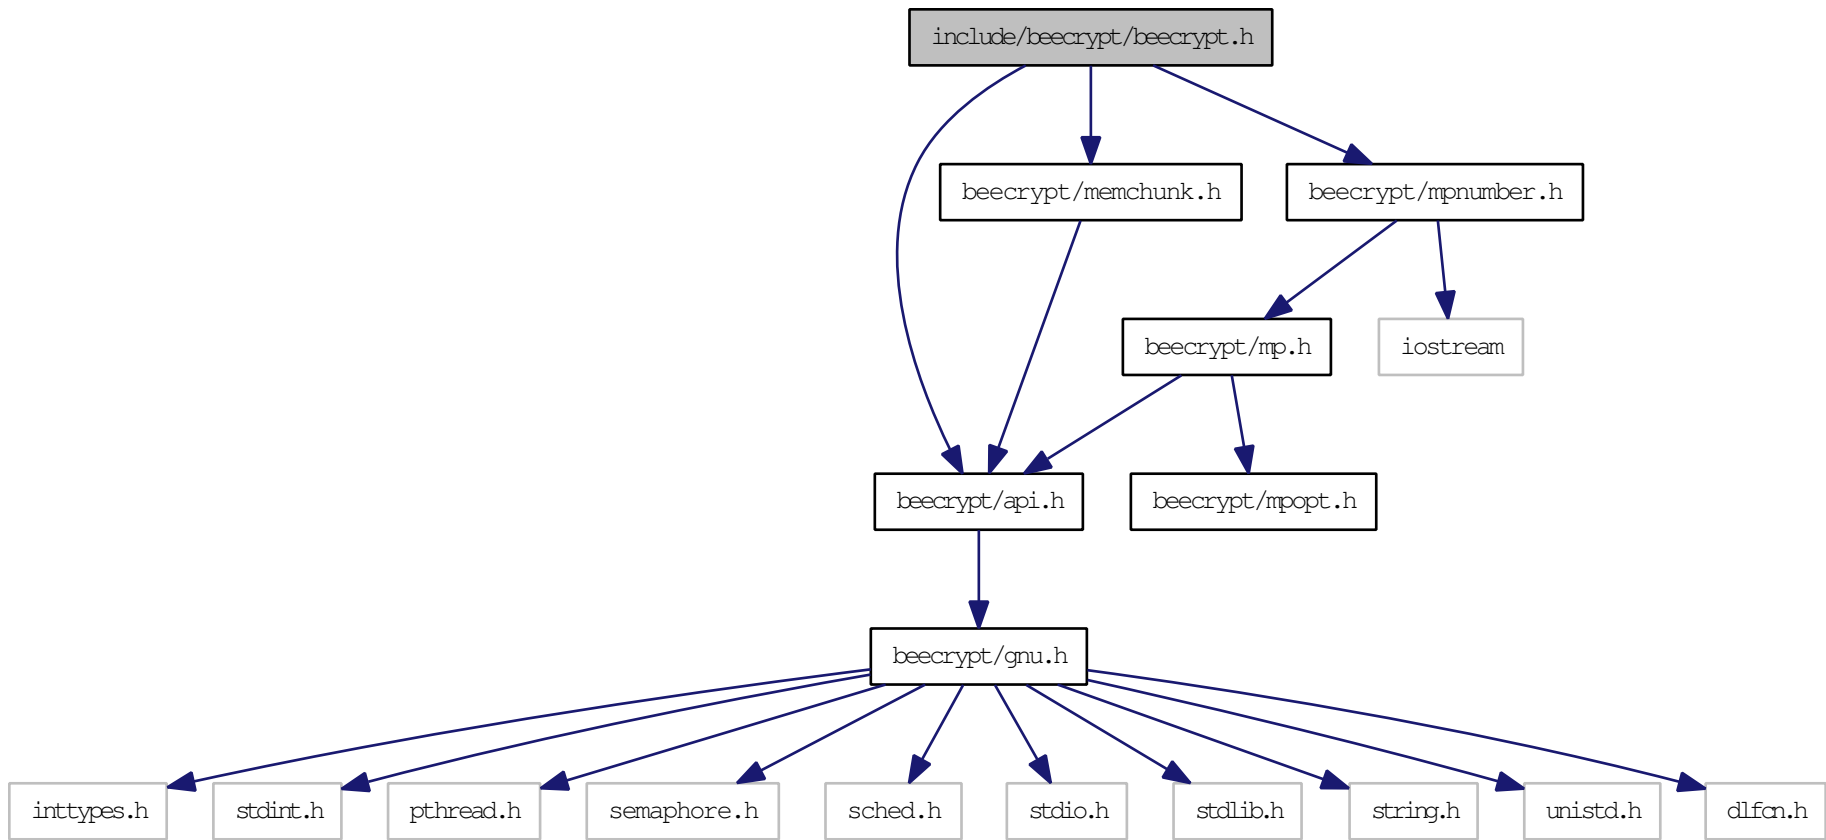 include/beecrypt/beecrypt.h
beecrypt/memchunk.h
beecrypt/mpnumber.h
beecrypt/mp.h
iostream
beecrypt/api.h
beecrypt/mpopt.h
beecrypt/gnu.h
inttypes.h
stdint.h
pthread.h
semaphore.h
sched.h
stdio.h
stdlib.h
string.h
unistd.h
dlfcn.h